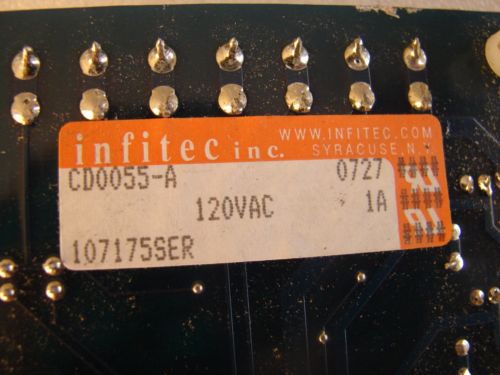 infitec inc.
WWW.INFITEC.COM
SYRACUSE, N.Y.
CD0055-A 0727
120VAC 1A
107175SER